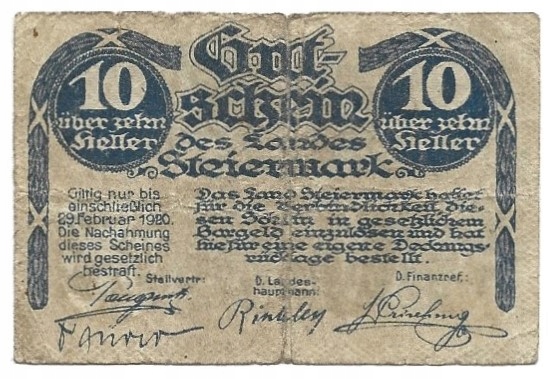 Gut-
schein
des Landes
Steiermark
10
über zehn
Heller
10
über zehn
Heller
Giltig nur bis
einschließlich
29. Februar 1920.
Die Nachahmung
dieses Scheines
wird gesetzlich
bestraft.
Das Land Steiermark haftet
für die Verbindlichkeit die-
sen Schein in gesetzlichem
Bargeld einzulösen und hat
hiefür eine eigene Deckungs-
rücklage bestellt.
Stellvertr:
D. Landes-
hauptmann:
D. Finanzref.: